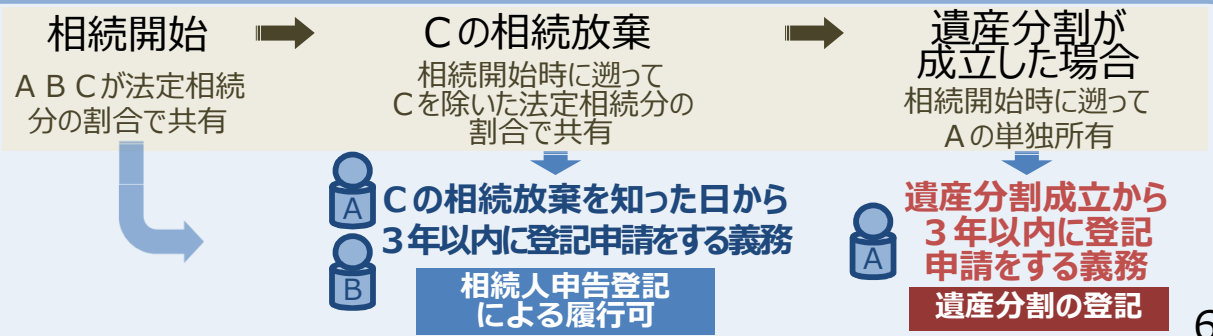 相続開始
ＡＢＣが法定相続
分の割合で共有
Ｃの相続放棄
相続開始時に遡って
Ｃを除いた法定相続分の
割合で共有
遺産分割が
成立した場合
相続開始時に遡って
Ａの単独所有
A
B
Ｃの相続放棄を知った日から
３年以内に登記申請をする義務
相続人申告登記
による履行可
A
遺産分割成立から
３年以内に登記
申請をする義務
遺産分割の登記
6